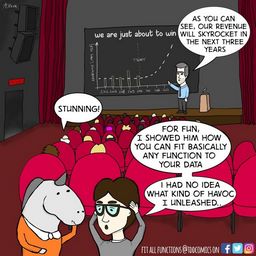 we are just about to win
AS YOU CAN
SEE, OUR REVENUE
WILL SKYROCKET IN
THE NEXT THREE
YEARS
STUNNING!
FOR FUN,
I SHOWED HIM HOW
YOU CAN FIT BASICALLY
ANY FUNCTION TO
YOUR DATA
I HAD NO IDEA
WHAT KIND OF HAVOC
I UNLEASHED..
FIT ALL FUNCTIONS @TODCOMICS ON